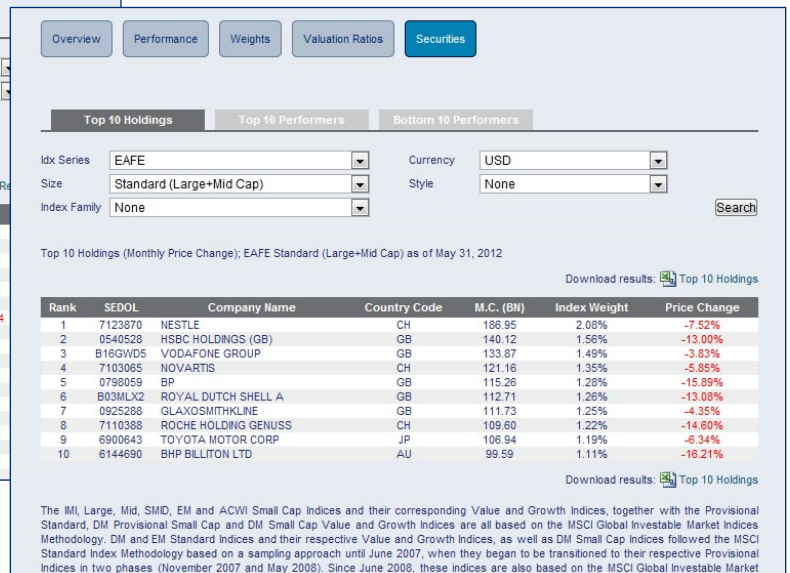 Overview Performance Weights Valuation Ratios Securities
Top 10 Holdings Top 10 Performers Bottom 10 Performers
Idx Series EAFE Currency USD
Size Standard (Large+Mid Cap) Style None
Index Family None Search
Top 10 Holdings (Monthly Price Change); EAFE Standard (Large+Mid Cap) as of May 31, 2012
Download results: Top 10 Holdings
Rank SEDOL Company Name Country Code M.C. (BN) Index Weight Price Change
1 7123870 NESTLE CH 186.95 2.08% -7.52%
2 0540528 HSBC HOLDINGS (GB) GB 140.12 1.56% -13.00%
3 B16GWD5 VODAFONE GROUP GB 133.87 1.49% -3.83%
4 7103065 NOVARTIS CH 121.16 1.35% -5.85%
5 0798059 BP GB 115.26 1.28% -15.89%
6 B03MLX2 ROYAL DUTCH SHELL A GB 112.71 1.26% -13.08%
7 0925288 GLAXOSMITHKLINE GB 111.73 1.25% -4.35%
8 7110388 ROCHE HOLDING GENUSS CH 109.60 1.22% -14.60%
9 6900643 TOYOTA MOTOR CORP JP 106.94 1.19% -6.34%
10 6144690 BHP BILLITON LTD AU 99.59 1.11% -16.21%
Download results: Top 10 Holdings
The IMI, Large, Mid, SMID, EM and ACWI Small Cap Indices and their corresponding Value and Growth Indices, together with the Provisional
Standard, DM Provisional Small Cap and DM Small Cap Value and Growth Indices are all based on the MSCI Global Investable Market Indices
Methodology. DM and EM Standard Indices and their respective Value and Growth Indices, as well as DM Small Cap Indices followed the MSCI
Standard Index Methodology based on a sampling approach until June 2007, when they began to be transitioned to their respective Provisional
Indices in two phases (November 2007 and May 2008). Since June 2008, these indices are also based on the MSCI Global Investable Market